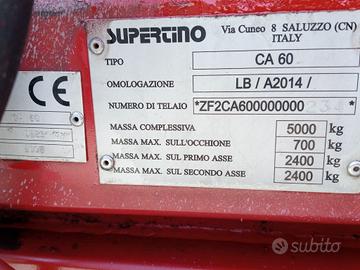 SUPERTINO
Via Cuneo 8 SALUZZO (CN)
ITALY
TIPO CA 60
OMOLOGAZIONE LB / A2014 /
NUMERO DI TELAIO *ZF2CA600000000
MASSA COMPLESSIVA 5000 kg
MASSA MAX. SULL'OCCHIONE 700 kg
MASSA MAX. SUL PRIMO ASSE 2400 kg
MASSA MAX. SUL SECONDO ASSE 2400 kg
CE
subito